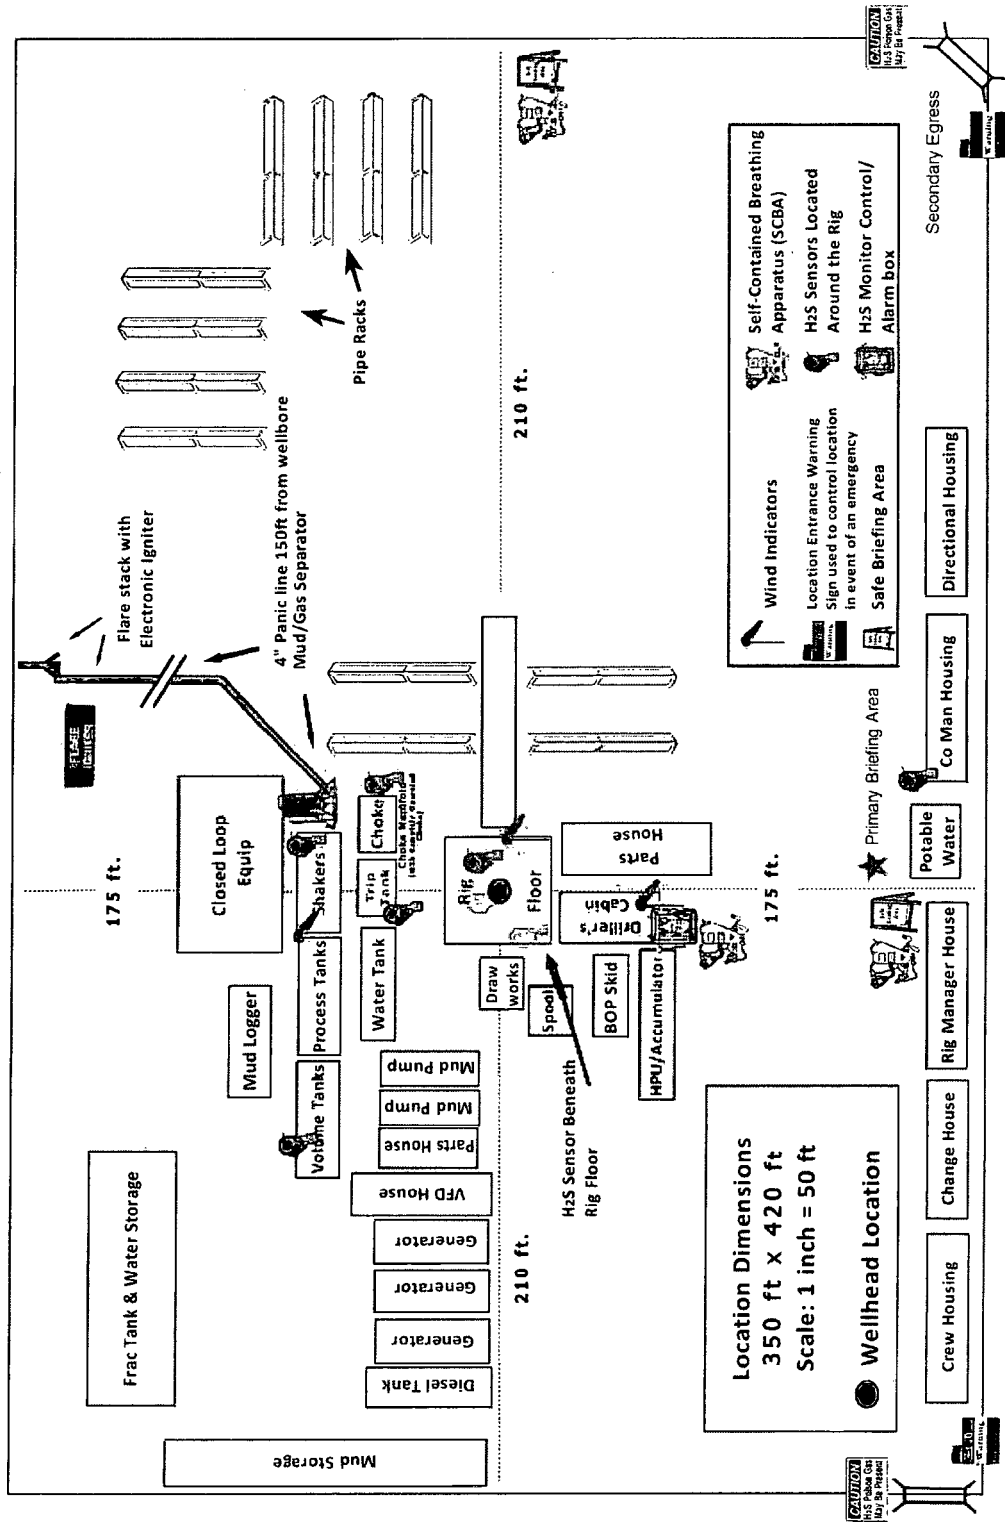 CAUTION
H2S Poison Gas
May Be Present
Secondary Egress
Warning
Pipe Racks
210 ft.
Flare stack with
Electronic Igniter
4" Panic line 150ft from wellbore
Mud/Gas Separator
Wind Indicators
Location Entrance Warning
Sign used to control location
in event of an emergency
Safe Briefing Area
Self-Contained Breathing
Apparatus (SCBA)
H2S Sensors Located
Around the Rig
H2S Monitor Control/
Alarm box
Warning
175 ft.
Closed Loop
Equip
Shakers
Choke
Choke Manifold
Trip
Tank
Mud Logger
Process Tanks
Water Tank
Volume Tanks
Frac Tank & Water Storage
Mud Pump
Mud Pump
Parts House
VFD House
Generator
Generator
Generator
Diesel Tank
Mud Storage
Rig
Floor
Draw
works
Spool
BOP Skid
HPU/Accumulator
Driller's
Cabin
Parts
House
H2S Sensor Beneath
Rig Floor
210 ft.
175 ft.
Primary Briefing Area
Directional Housing
Co Man Housing
Potable
Water
Rig Manager House
Change House
Crew Housing
Location Dimensions
350 ft x 420 ft
Scale: 1 inch = 50 ft
Wellhead Location
CAUTION
H2S Poison Gas
May Be Present
Warning